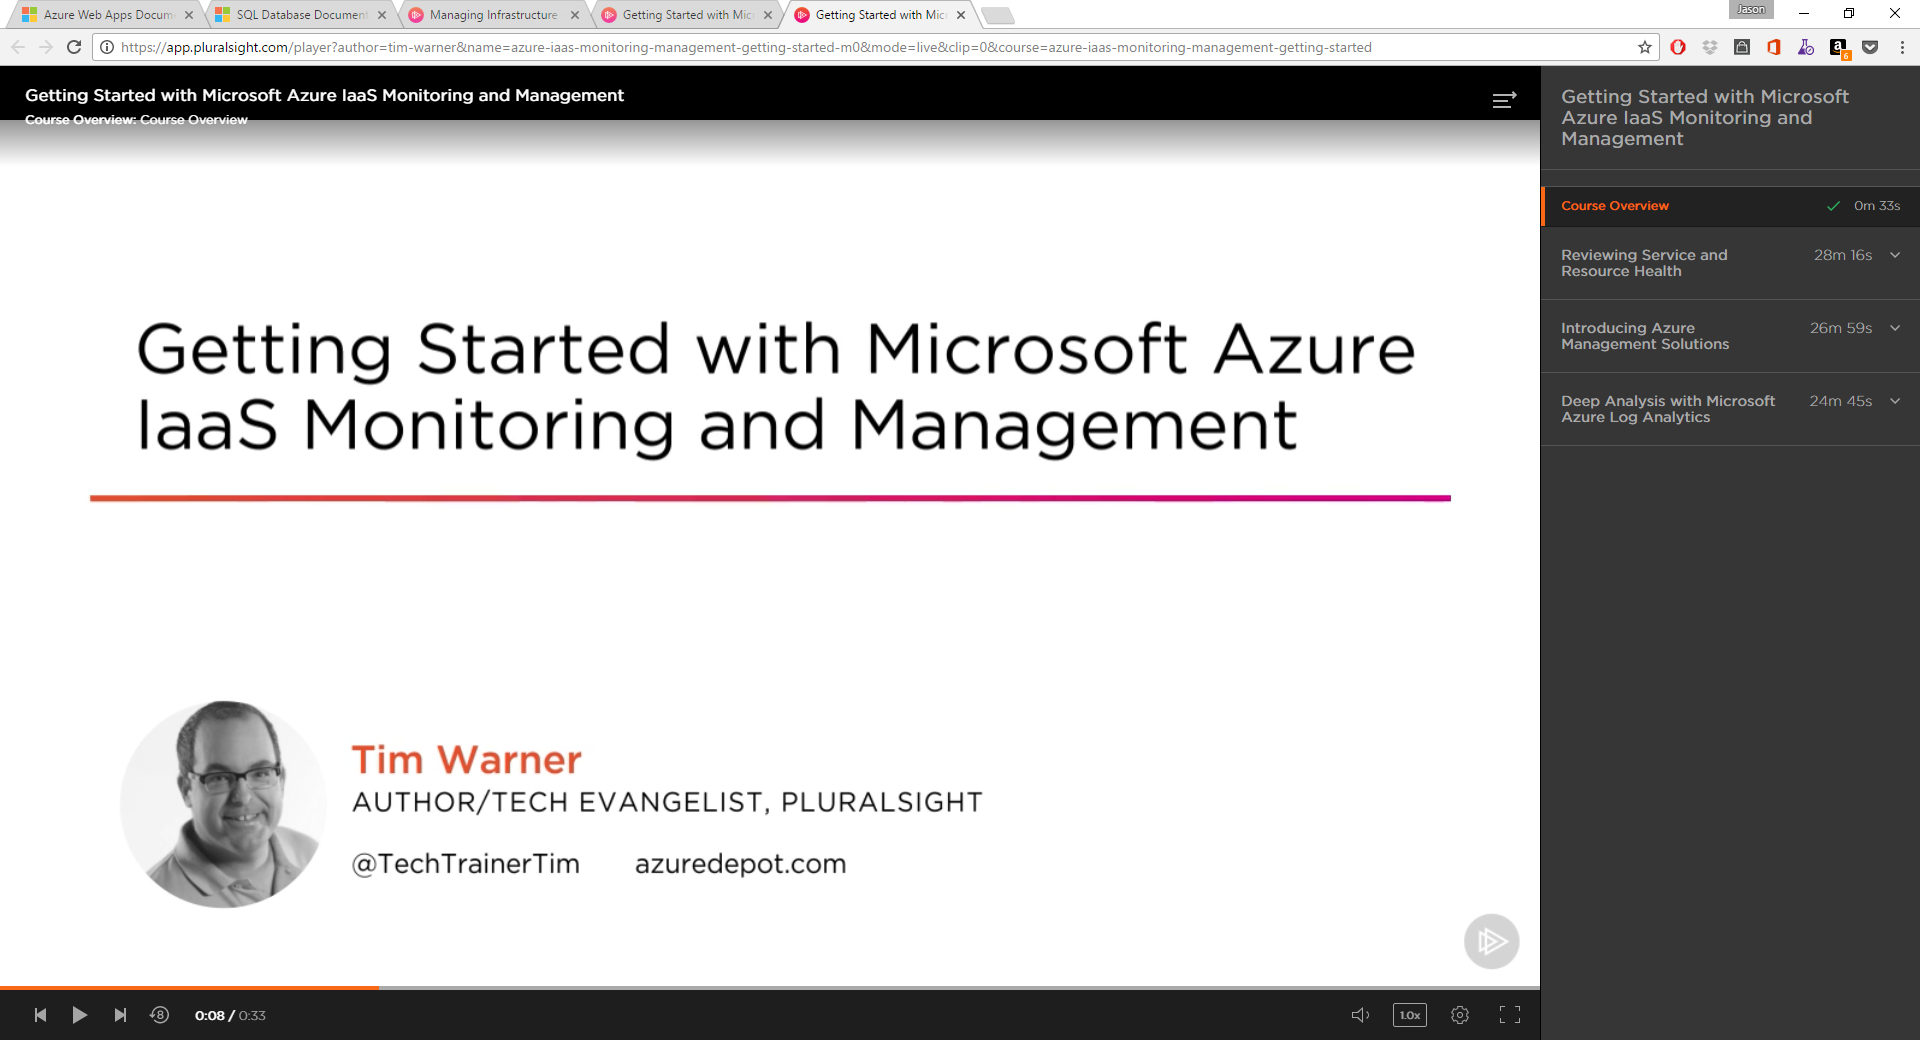 Azure Web Apps Docum
SQL Database Document
Managing Infrastructure
Getting Started with Mic
Getting Started with Mic
Jason
https://app.pluralsight.com/player?author=tim-warner&name=azure-iaas-monitoring-management-getting-started-m0&mode=live&clip=0&course=azure-iaas-monitoring-management-getting-started
a
6
Getting Started with Microsoft Azure IaaS Monitoring and Management
Course Overview: Course Overview
Getting Started with Microsoft Azure
IaaS Monitoring and Management
Tim Warner
AUTHOR/TECH EVANGELIST, PLURALSIGHT
@TechTrainerTim azuredepot.com
8
0:08 / 0:33
1.0x
Getting Started with Microsoft
Azure IaaS Monitoring and
Management
Course Overview 0m 33s
Reviewing Service and 28m 16s
Resource Health
Introducing Azure 26m 59s
Management Solutions
Deep Analysis with Microsoft 24m 45s
Azure Log Analytics